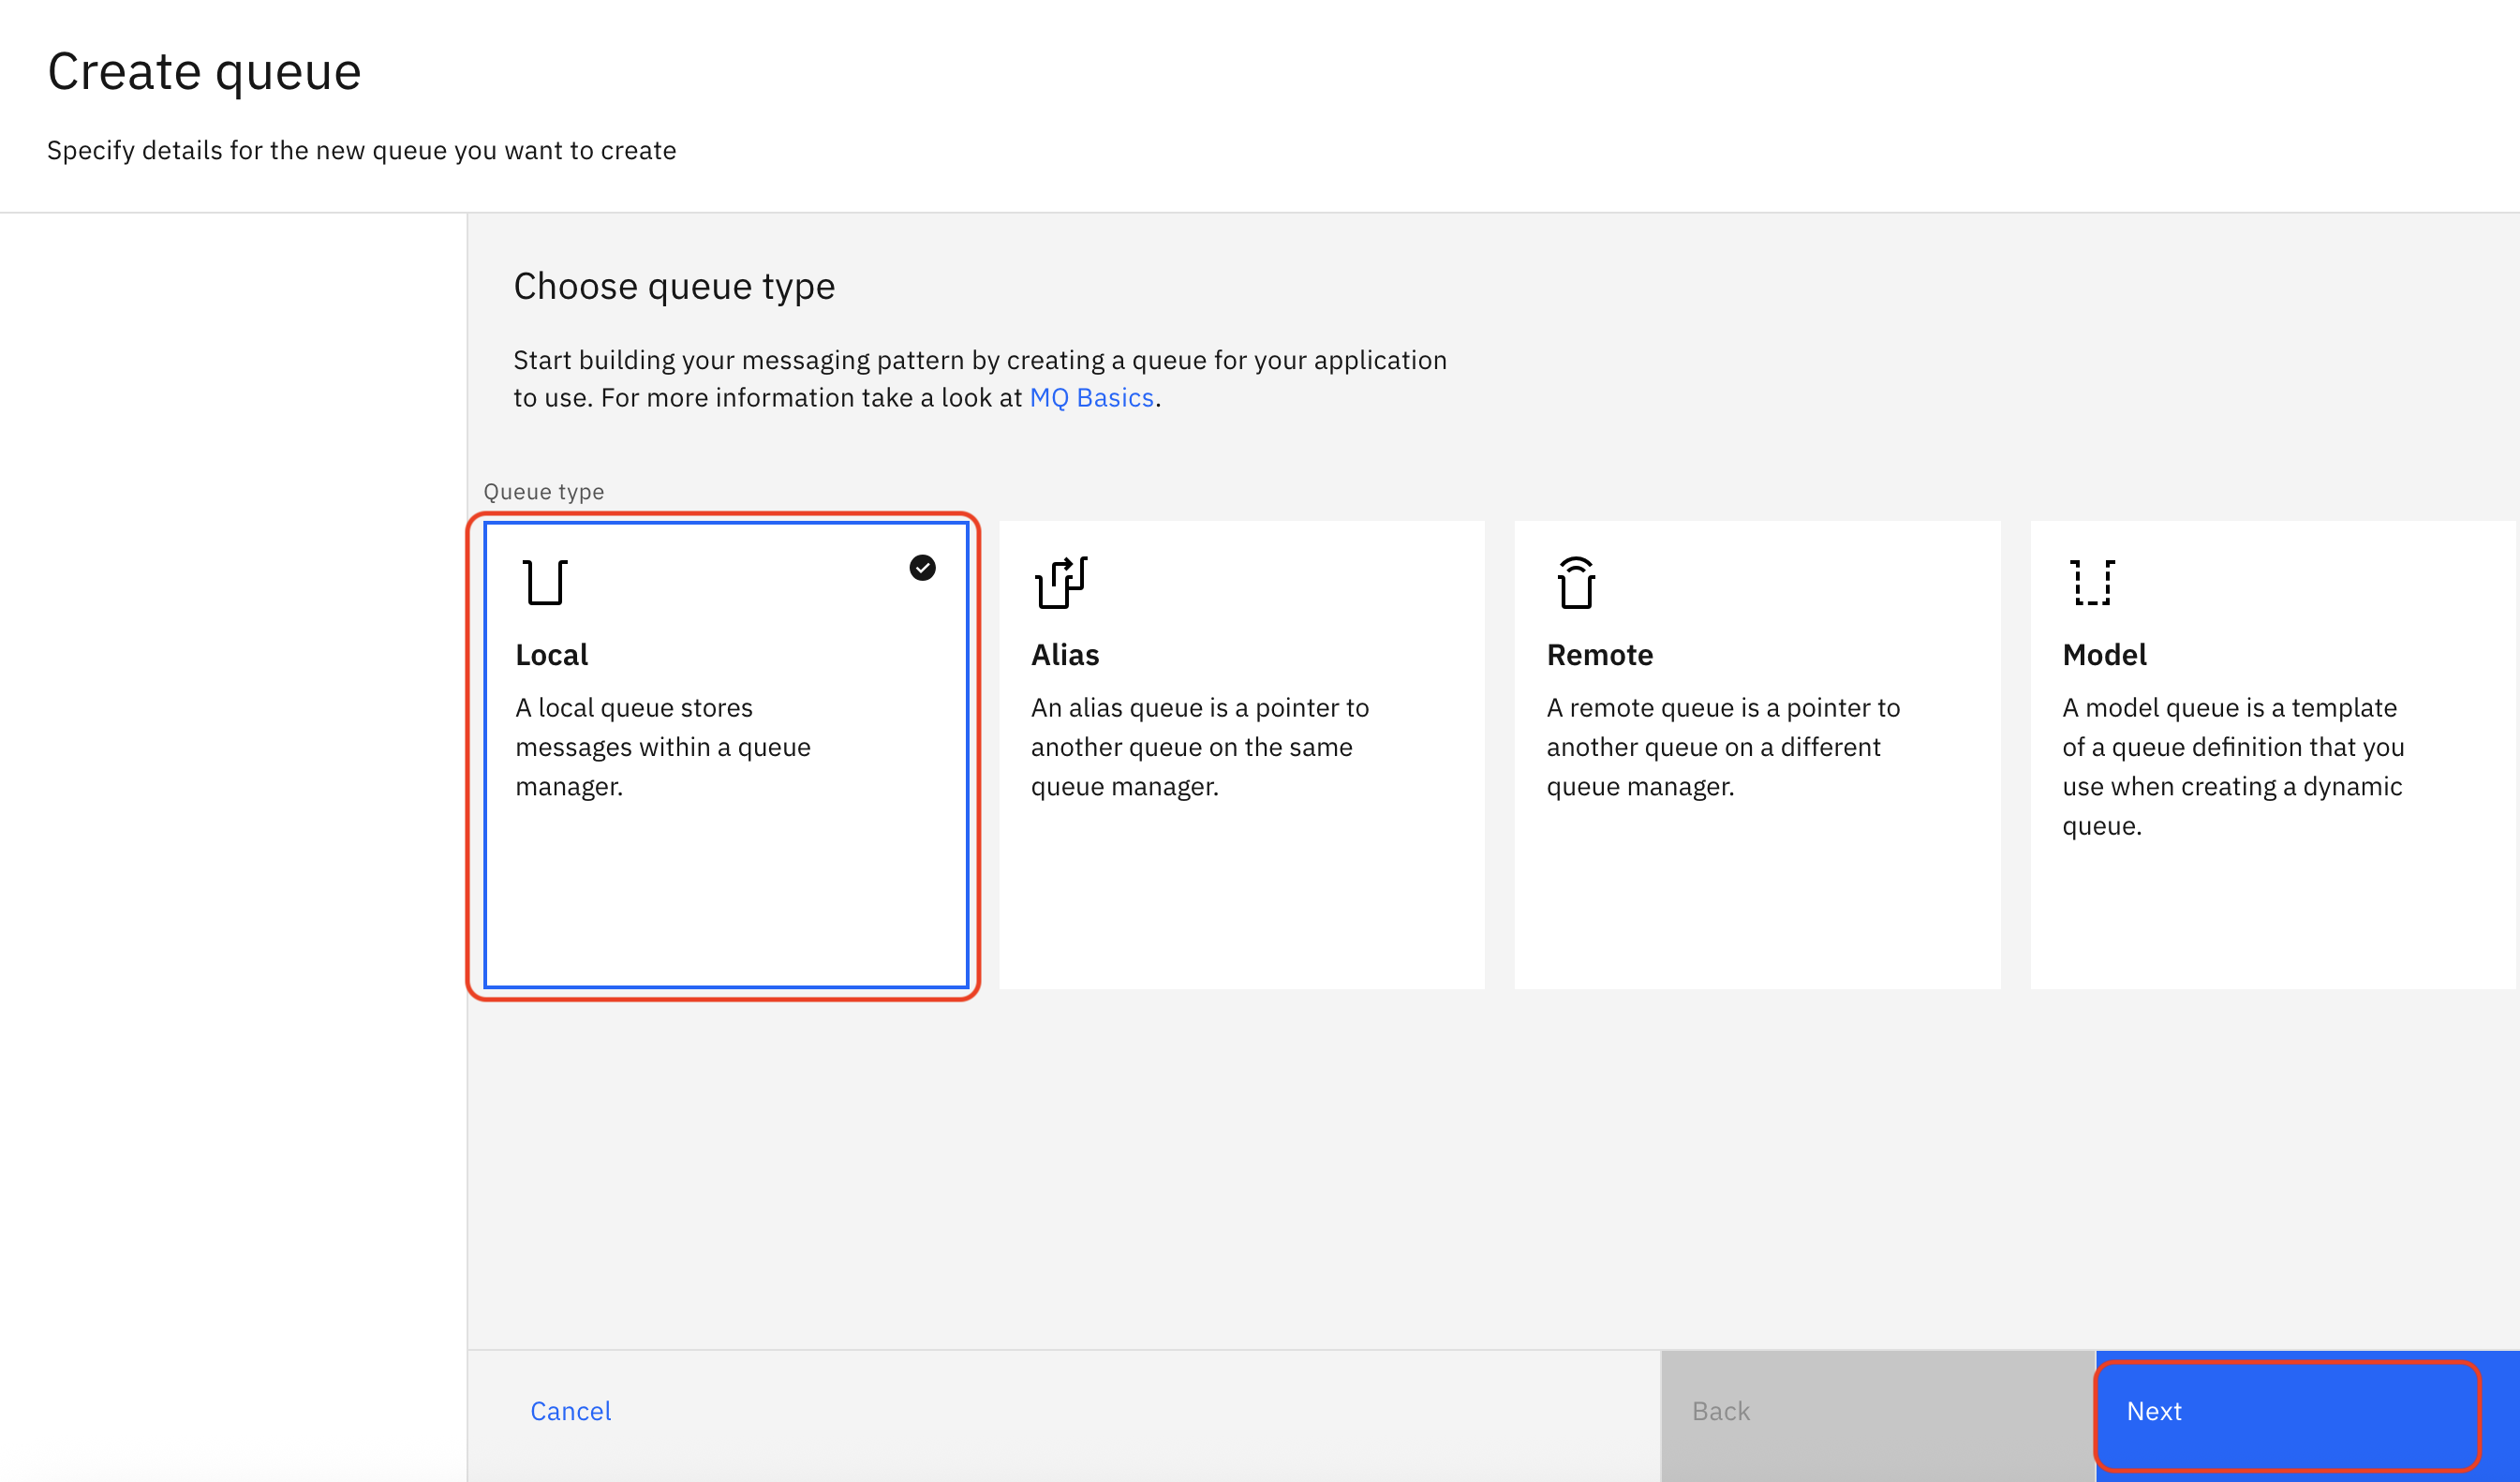 Create queue
Specify details for the new queue you want to create
Choose queue type
Start building your messaging pattern by creating a queue for your application
to use. For more information take a look at MQ Basics.
Queue type
Local
A local queue stores
messages within a queue
manager.
Alias
An alias queue is a pointer to
another queue on the same
queue manager.
Remote
A remote queue is a pointer to
another queue on a different
queue manager.
Model
A model queue is a template
of a queue definition that you
use when creating a dynamic
queue.
Cancel
Back
Next